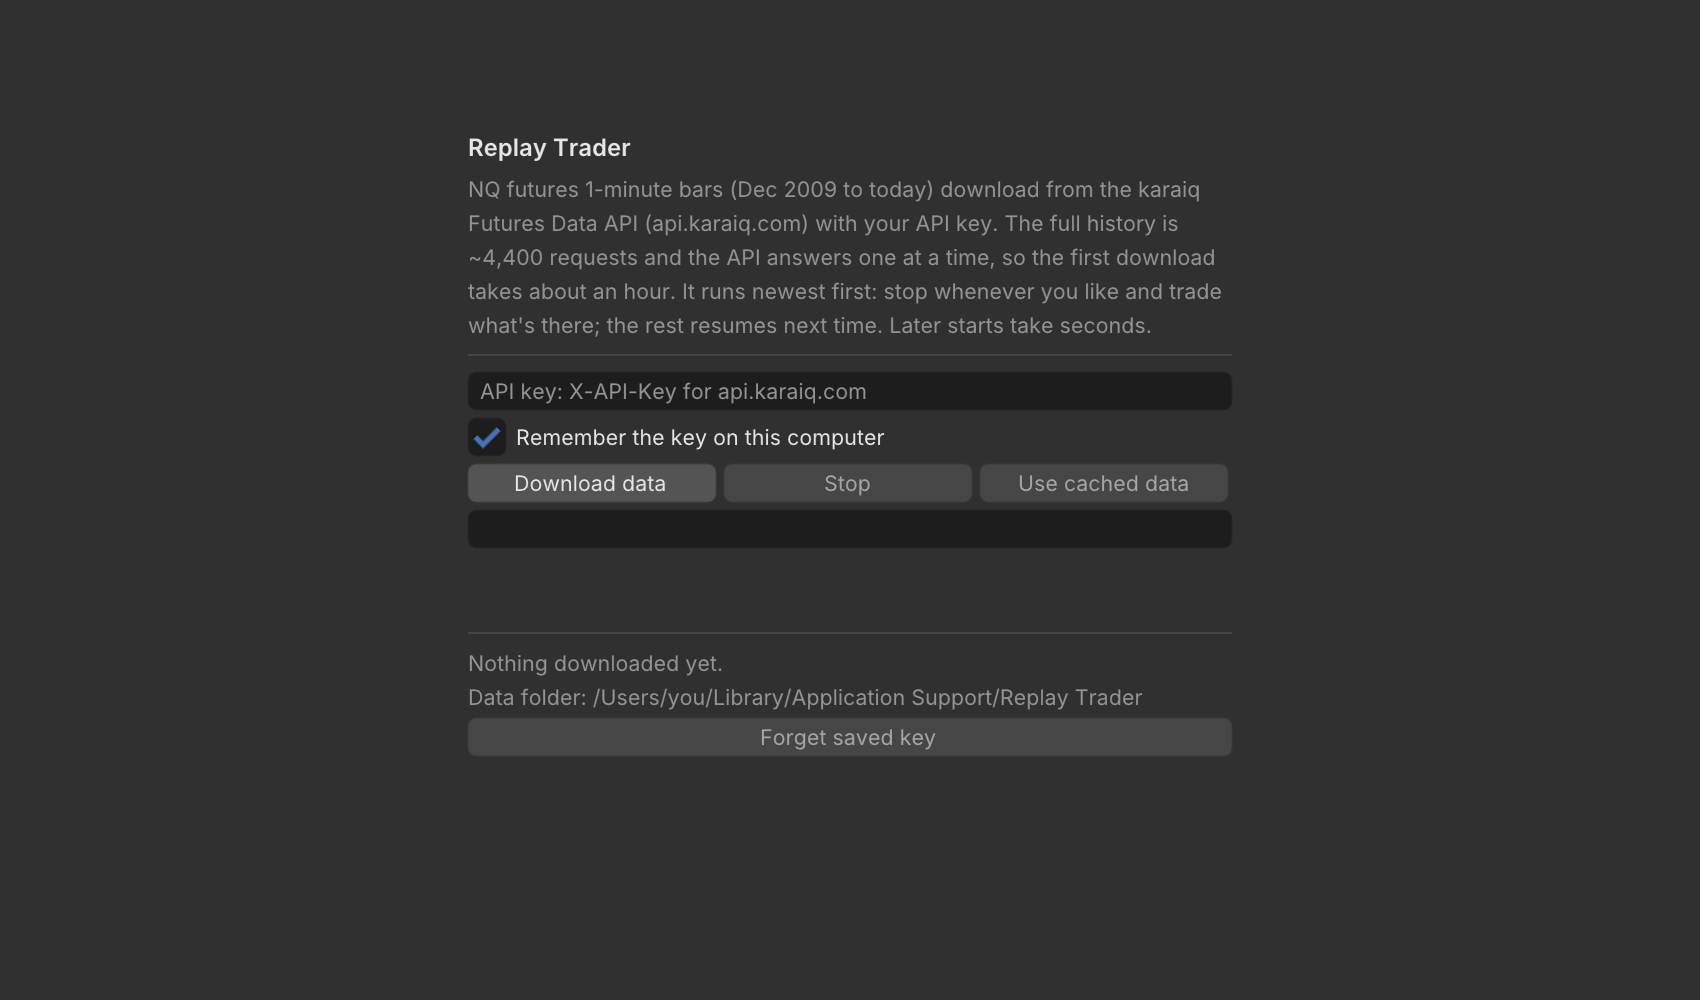 Replay Trader
NQ futures 1-minute bars (Dec 2009 to today) download from the karaiq
Futures Data API (api.karaiq.com) with your API key. The full history is
~4,400 requests and the API answers one at a time, so the first download
takes about an hour. It runs newest first: stop whenever you like and trade
what's there; the rest resumes next time. Later starts take seconds.
API key: X-API-Key for api.karaiq.com
Remember the key on this computer
Download data Stop Use cached data
Nothing downloaded yet.
Data folder: /Users/you/Library/Application Support/Replay Trader
Forget saved key